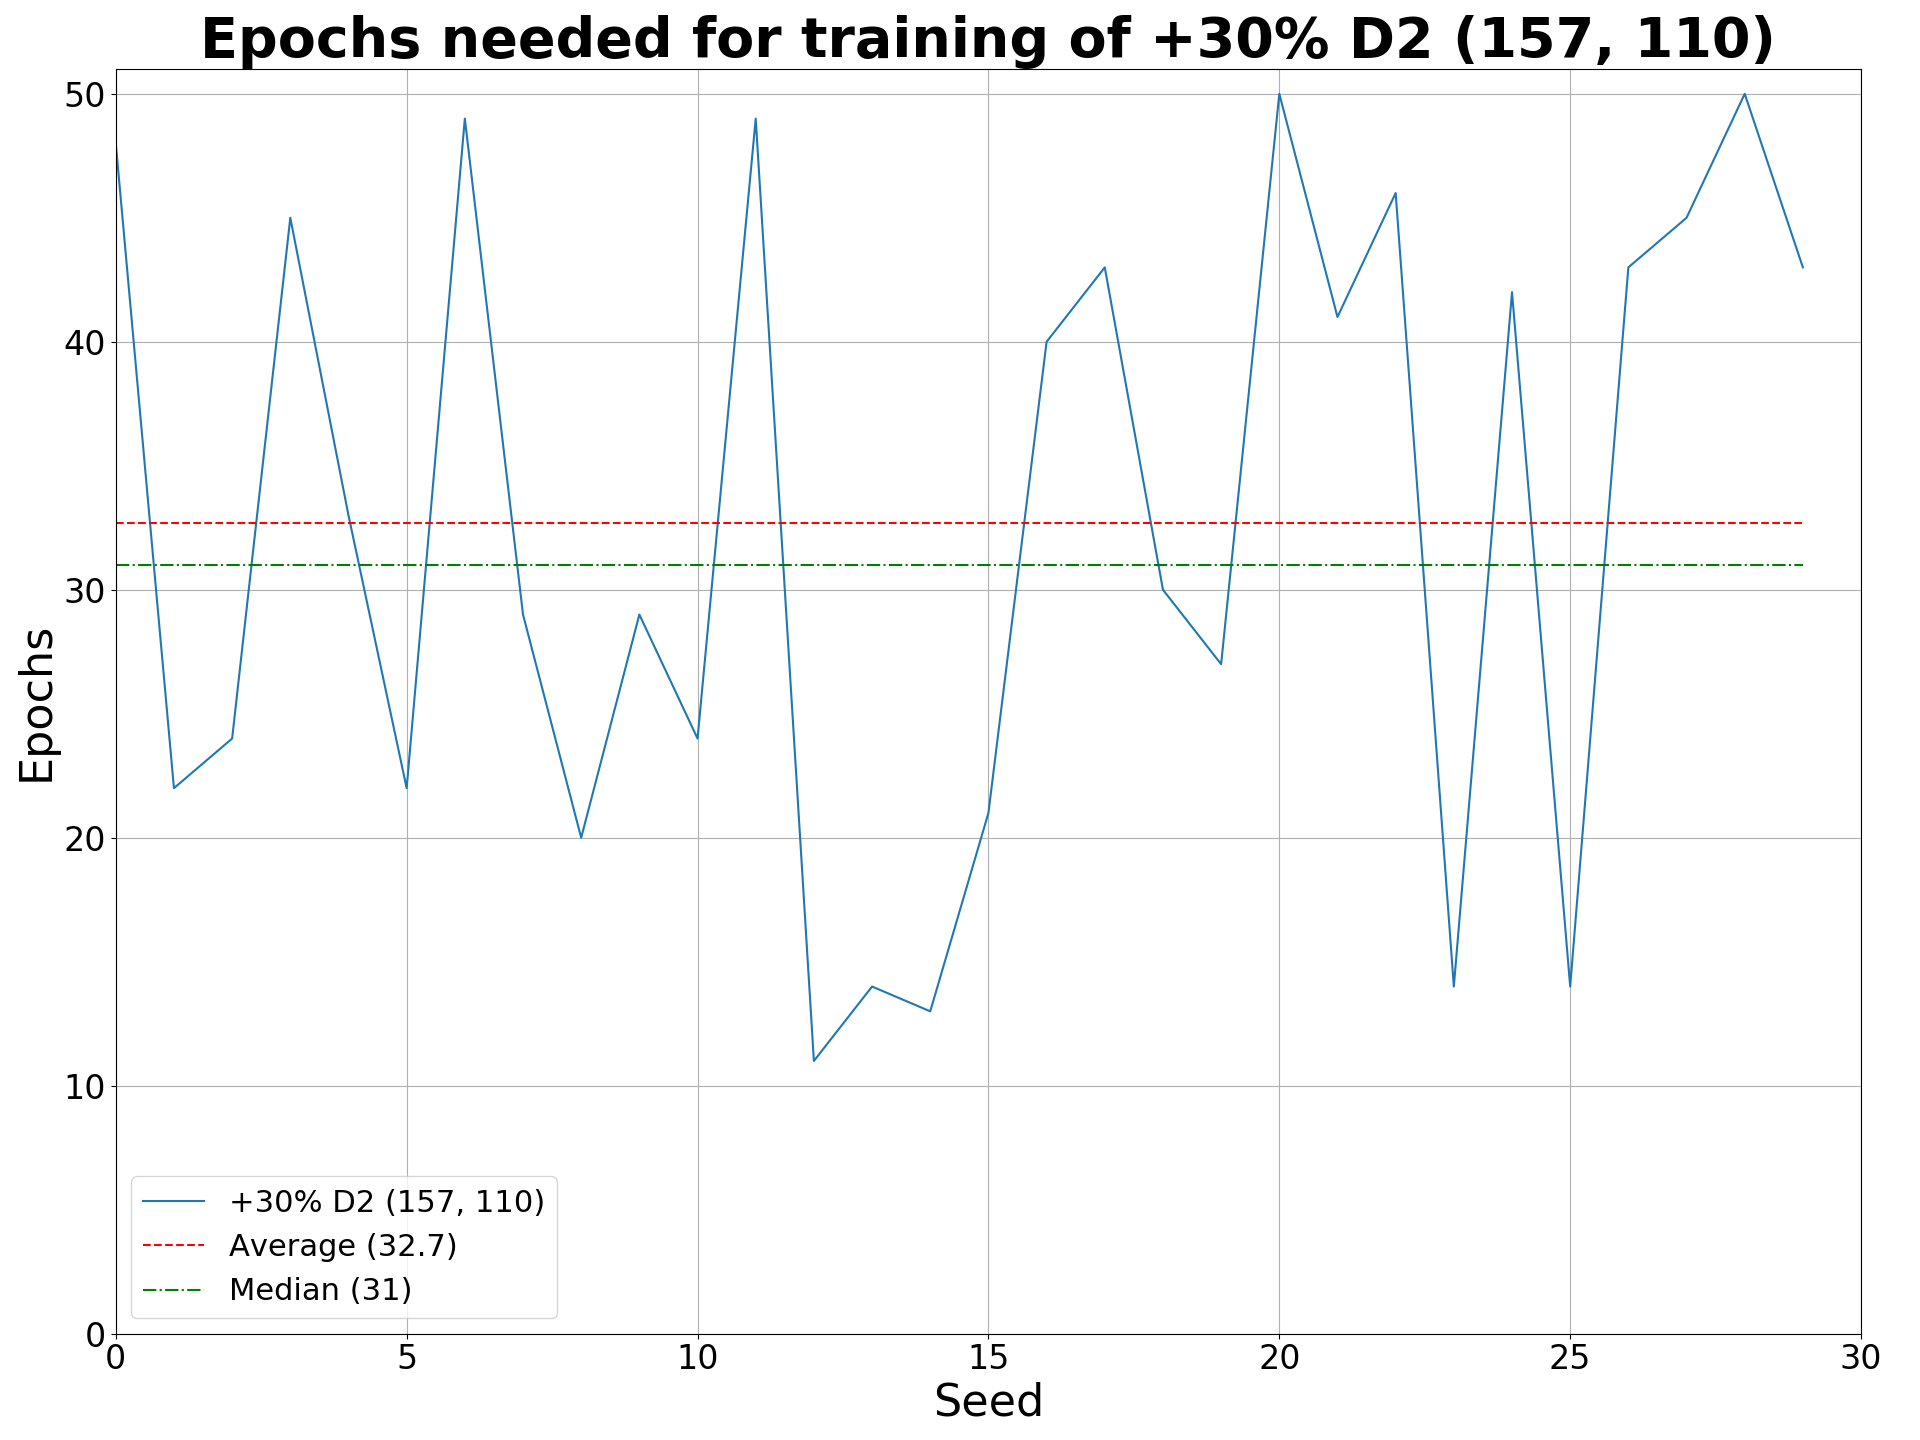 Epochs needed for training of +30% D2 (157, 110)
50
40
30
20
10
0
Epochs
+30% D2 (157, 110)
Average (32.7)
Median (31)
0 5 10 15 20 25 30
Seed